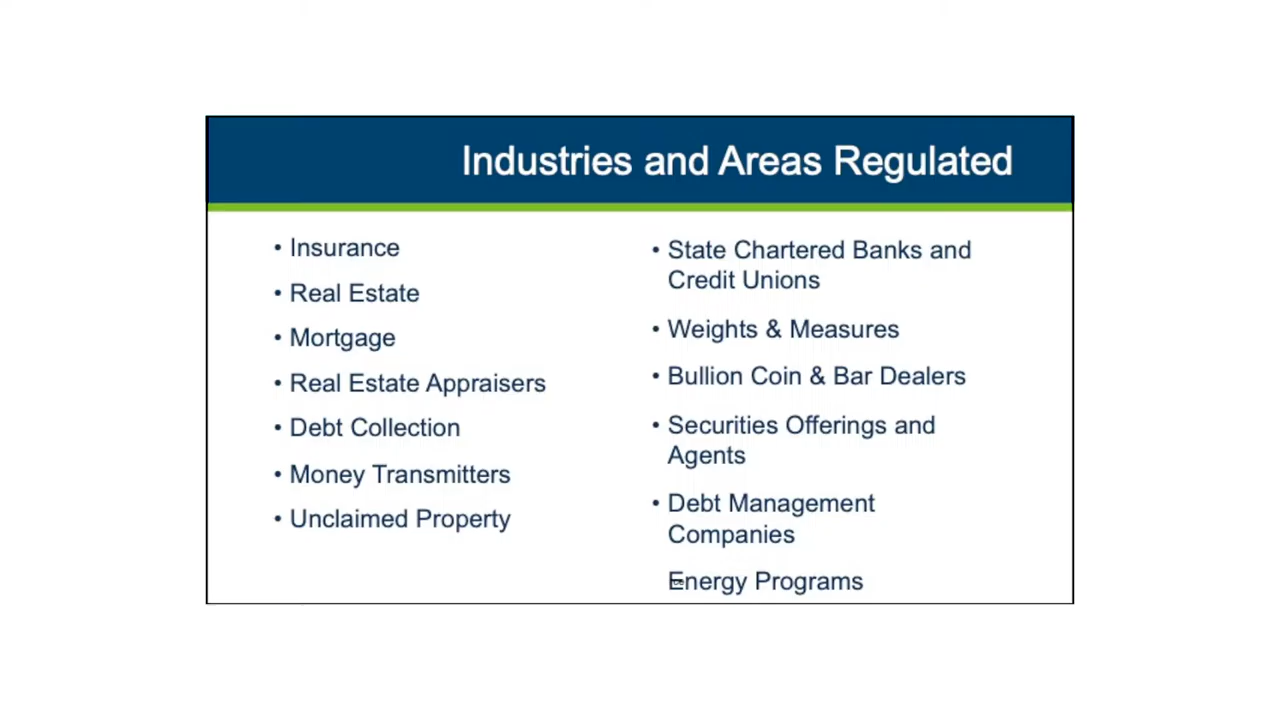 Industries and Areas Regulated
• Insurance
• Real Estate
• Mortgage
• Real Estate Appraisers
• Debt Collection
• Money Transmitters
• Unclaimed Property
• State Chartered Banks and
Credit Unions
• Weights & Measures
• Bullion Coin & Bar Dealers
• Securities Offerings and
Agents
• Debt Management
Companies
Energy Programs